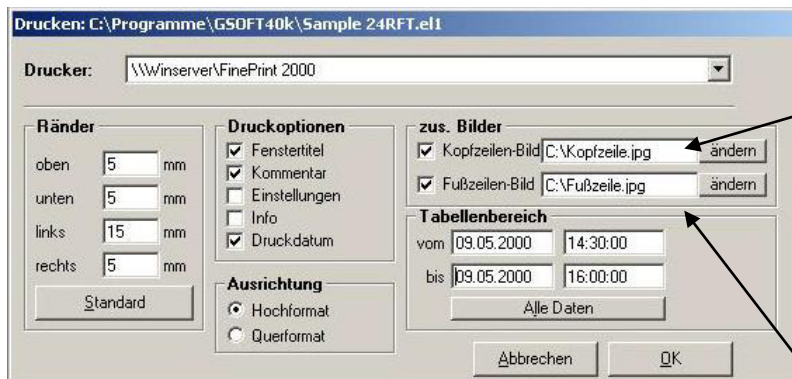 Drucken: C:\Programme\GSOFT40k\Sample 24RFT.el1
Drucker: \\Winserver\FinePrint 2000
Ränder
oben 5 mm
unten 5 mm
links 15 mm
rechts 5 mm
Standard
Druckoptionen
Fenstertitel
Kommentar
Einstellungen
Info
Druckdatum
Ausrichtung
Hochformat
Querformat
zus. Bilder
Kopfzeilen-Bild C:\Kopfzeile.jpg ändern
Fußzeilen-Bild C:\Fußzeile.jpg ändern
Tabellenbereich
vom 09.05.2000 14:30:00
bis 09.05.2000 16:00:00
Alle Daten
Abbrechen OK